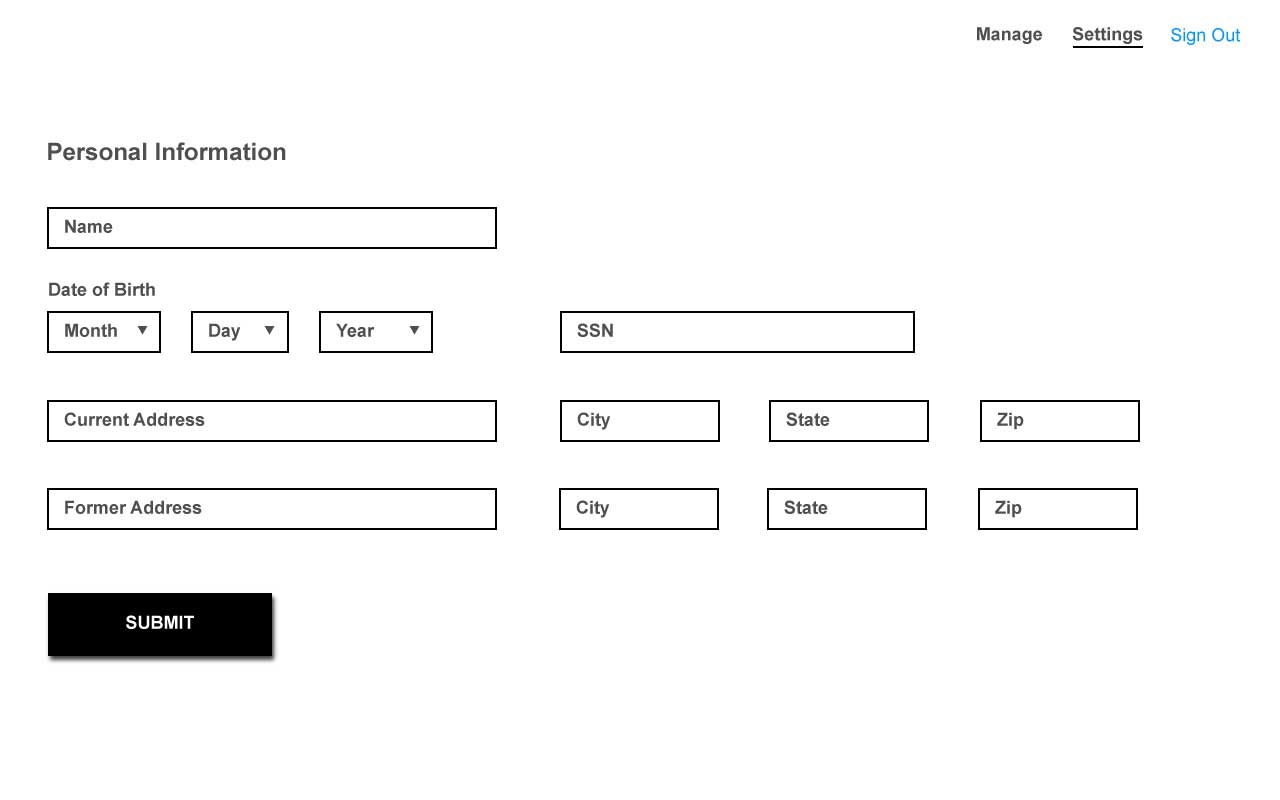 Manage Settings Sign Out
Personal Information
Name
Date of Birth
Month Day Year SSN
Current Address City State Zip
Former Address City State Zip
SUBMIT